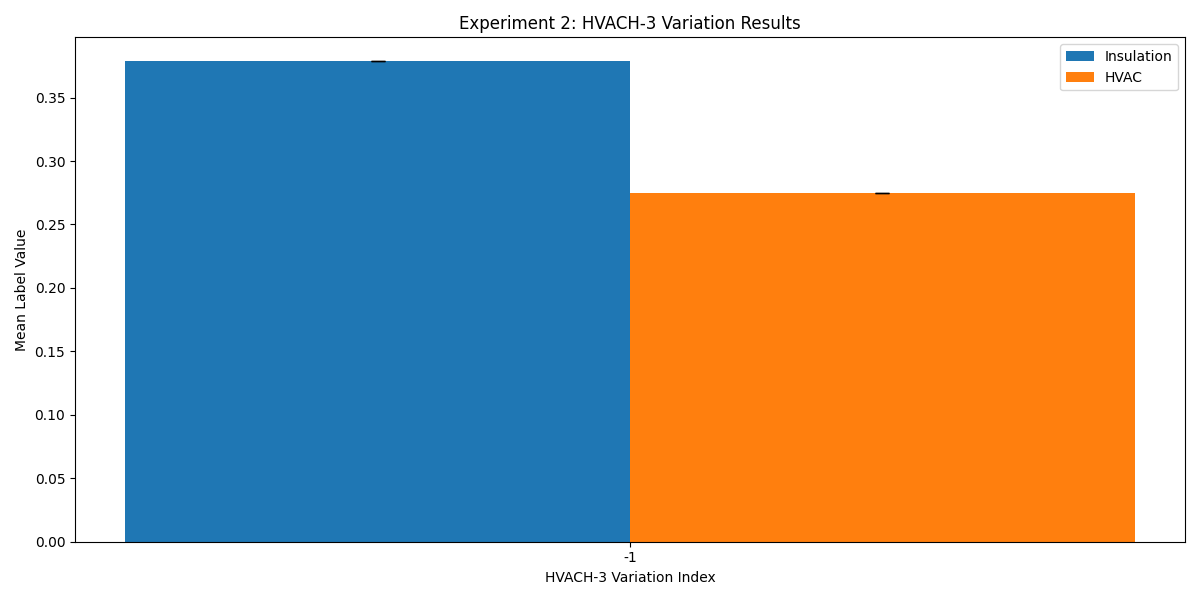 Experiment 2: HVACH-3 Variation Results
Insulation
HVAC
Mean Label Value
0.35
0.30
0.25
0.20
0.15
0.10
0.05
0.00
-1
HVACH-3 Variation Index